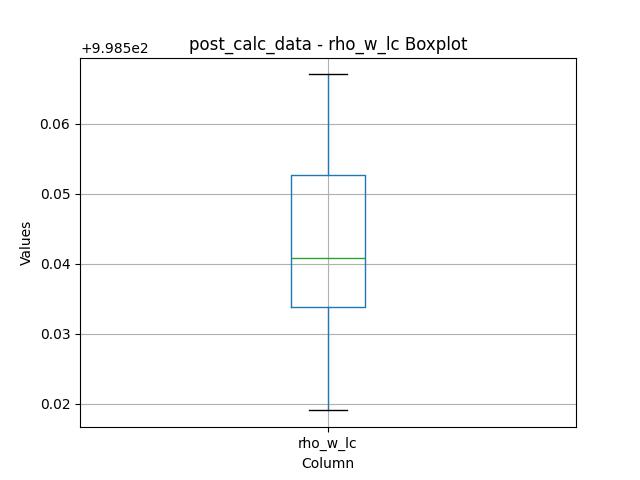 post_calc_data - rho_w_lc Boxplot
+9.985e2
0.06
0.05
0.04
0.03
0.02
Values
rho_w_lc
Column